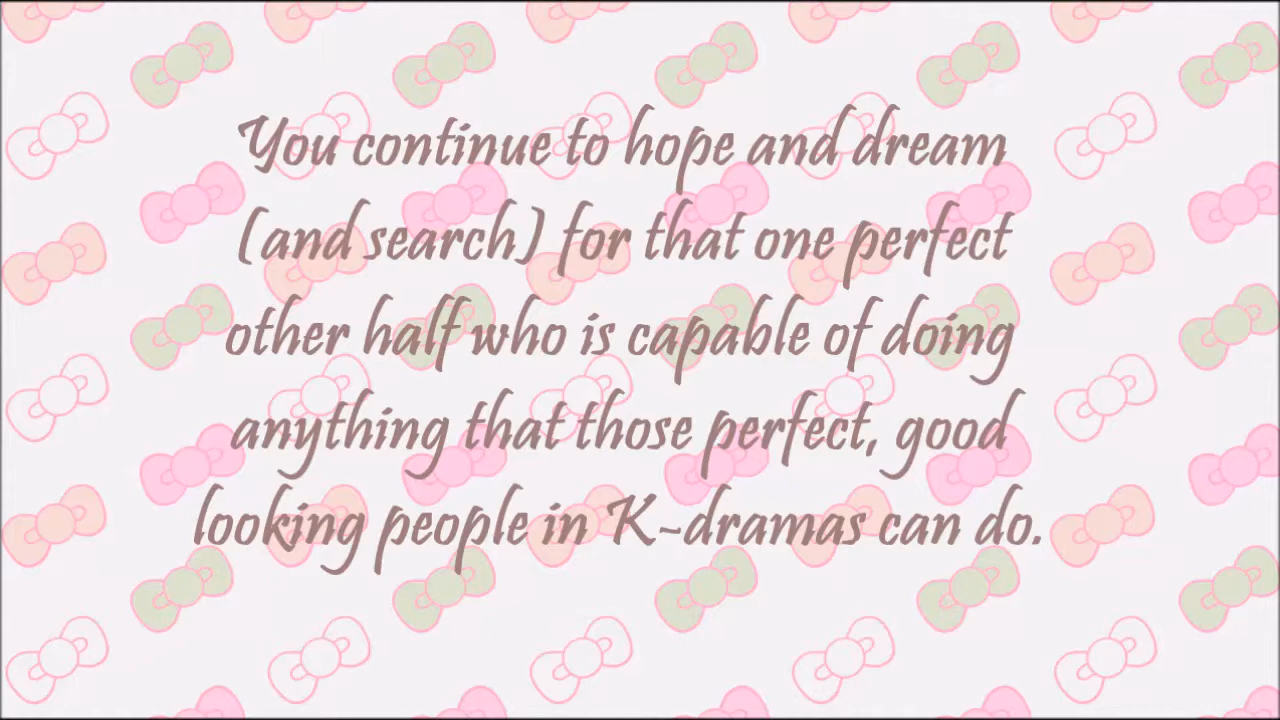 You continue to hope and dream
(and search) for that one perfect
other half who is capable of doing
anything that those perfect, good
looking people in K-dramas can do.